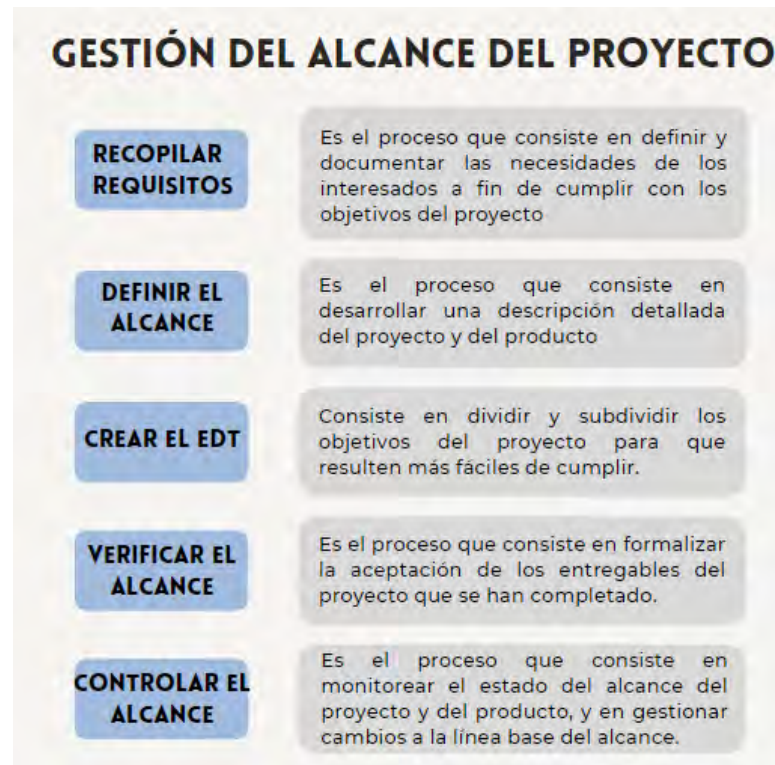 GESTIÓN DEL ALCANCE DEL PROYECTO
RECOPILAR
REQUISITOS
Es el proceso que consiste en definir y
documentar las necesidades de los
interesados a fin de cumplir con los
objetivos del proyecto
DEFINIR EL
ALCANCE
Es el proceso que consiste en
desarrollar una descripción detallada
del proyecto y del producto
CREAR EL EDT
Consiste en dividir y subdividir los
objetivos del proyecto para que
resulten más fáciles de cumplir.
VERIFICAR EL
ALCANCE
Es el proceso que consiste en formalizar
la aceptación de los entregables del
proyecto que se han completado.
CONTROLAR EL
ALCANCE
Es el proceso que consiste en
monitorear el estado del alcance del
proyecto y del producto, y en gestionar
cambios a la línea base del alcance.